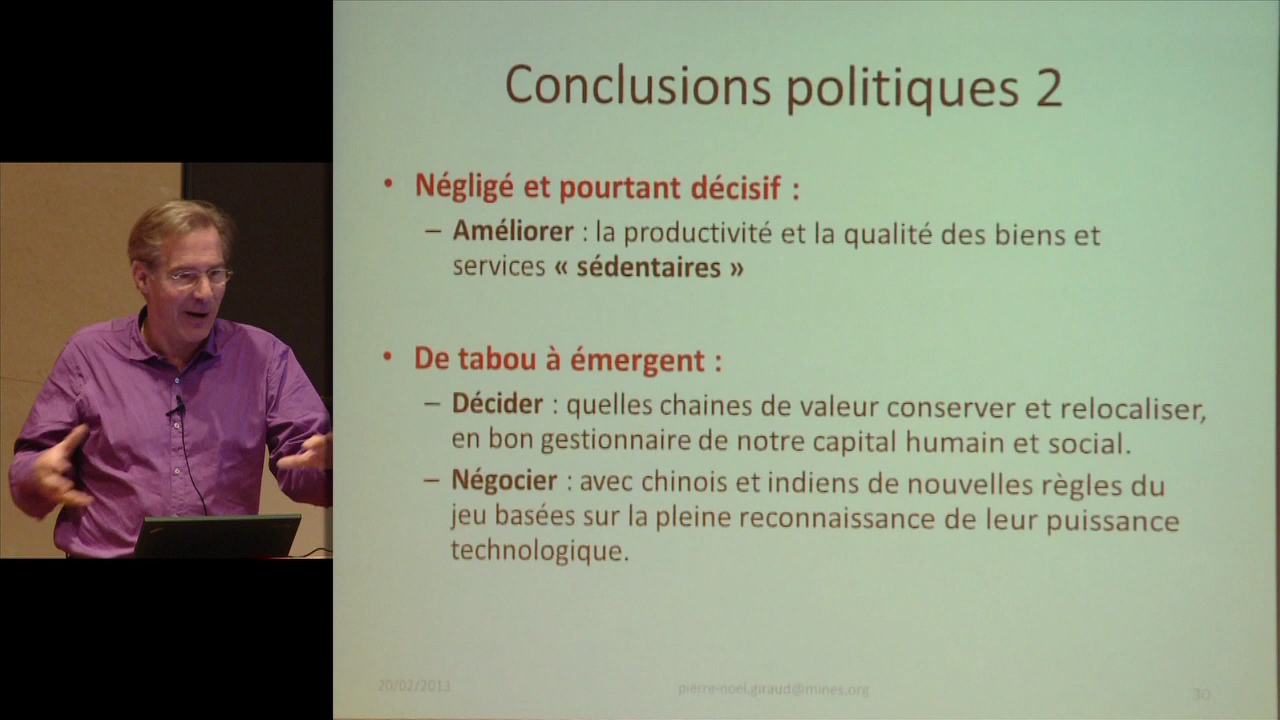 Conclusions politiques 2
• Négligé et pourtant décisif :
– Améliorer : la productivité et la qualité des biens et
services « sédentaires »
• De tabou à émergent :
– Décider : quelles chaines de valeur conserver et relocaliser,
en bon gestionnaire de notre capital humain et social.
– Négocier : avec chinois et indiens de nouvelles règles du
jeu basées sur la pleine reconnaissance de leur puissance
technologique.
20/02/2013 pierre-noel.giraud@mines.org 30